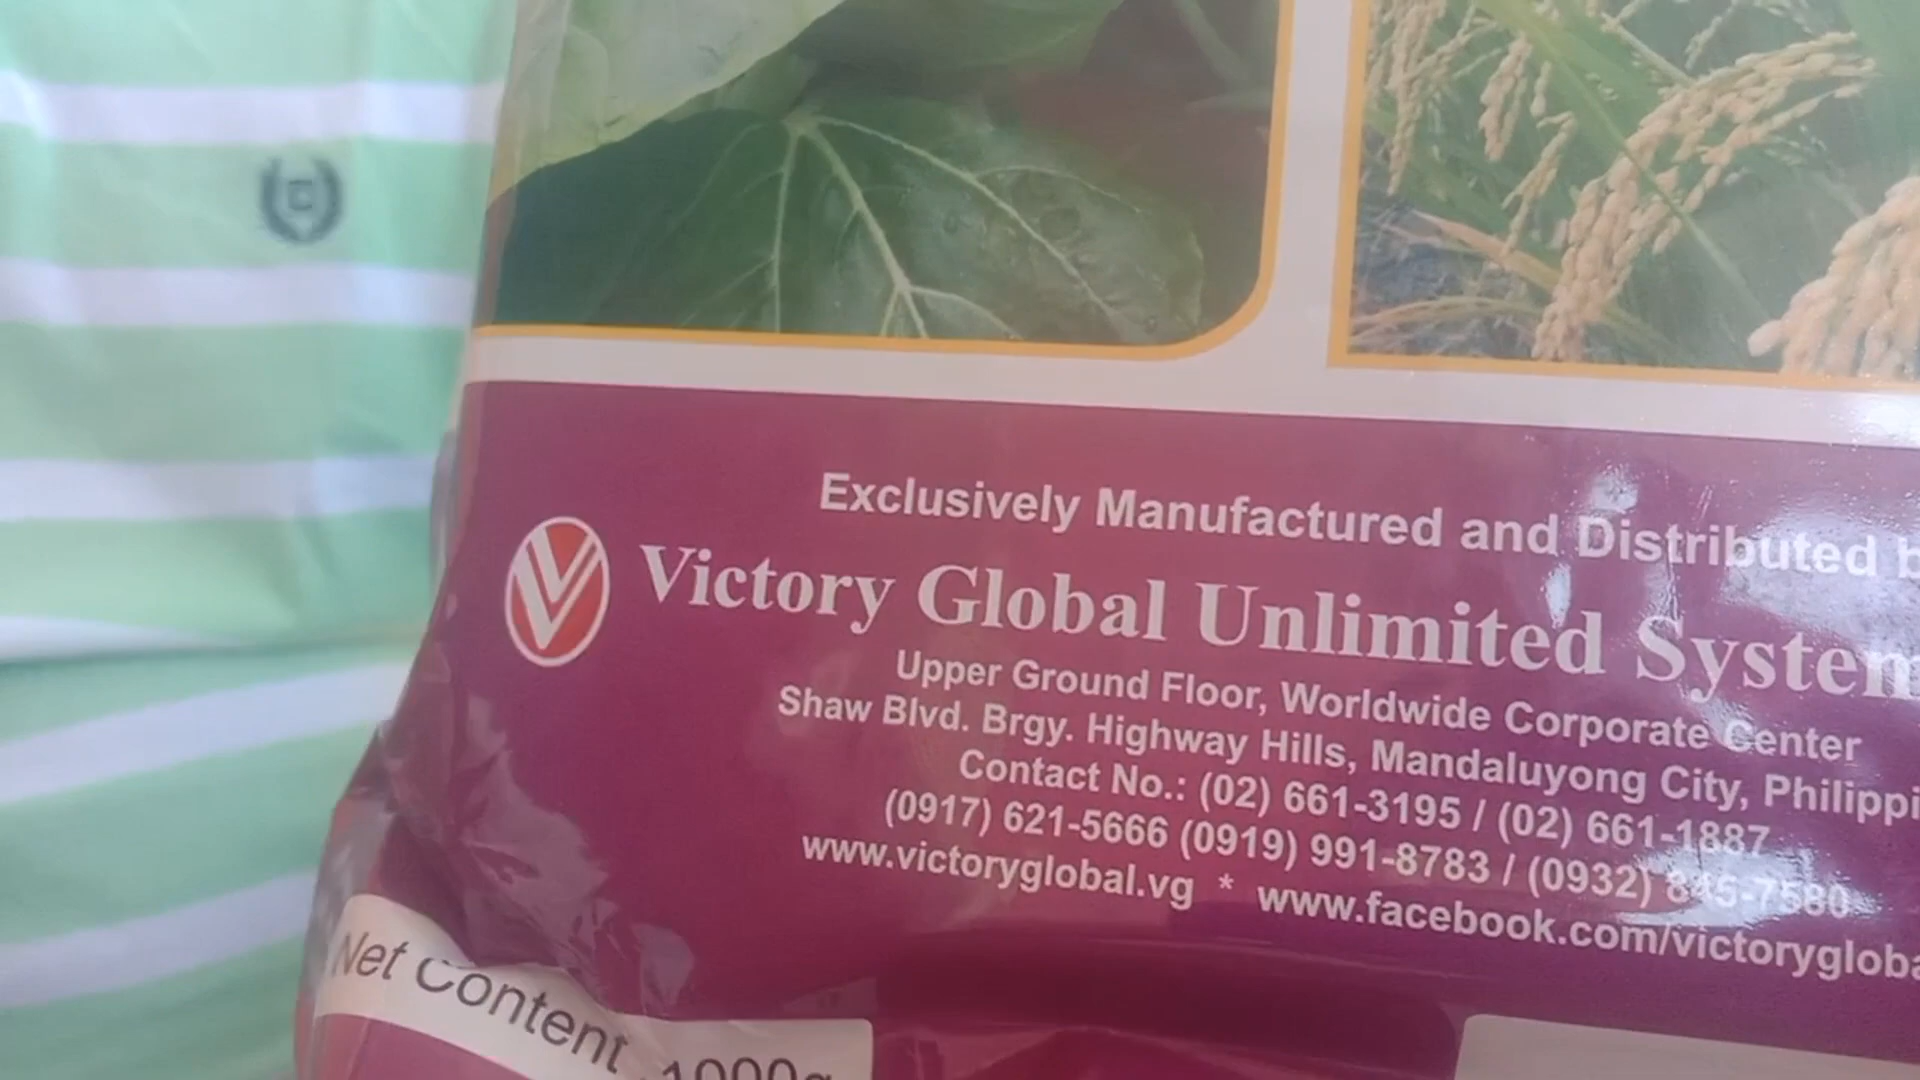 Exclusively Manufactured and Distributed
Victory Global Unlimited System
Upper Ground Floor, Worldwide Corporate Center
Shaw Blvd. Brgy. Highway Hills, Mandaluyong City, Philippi
Contact No.: (02) 661-3195 / (02) 661-1887
(0917) 621-5666 (0919) 991-8783 / (0932) 845-7580
www.victoryglobal.vg * www.facebook.com/victorygloba
Net Content 1000g